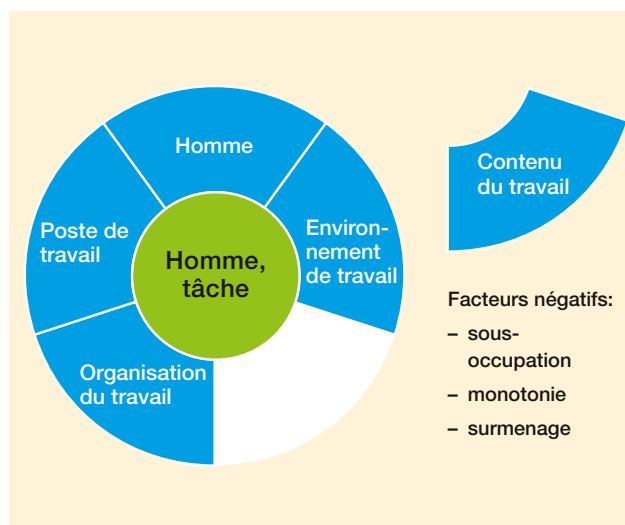 Homme
Poste de
travail
Environ-
nement
de travail
Homme,
tâche
Organisation
du travail
Contenu
du travail
Facteurs négatifs:
– sous-
occupation
– monotonie
– surmenage